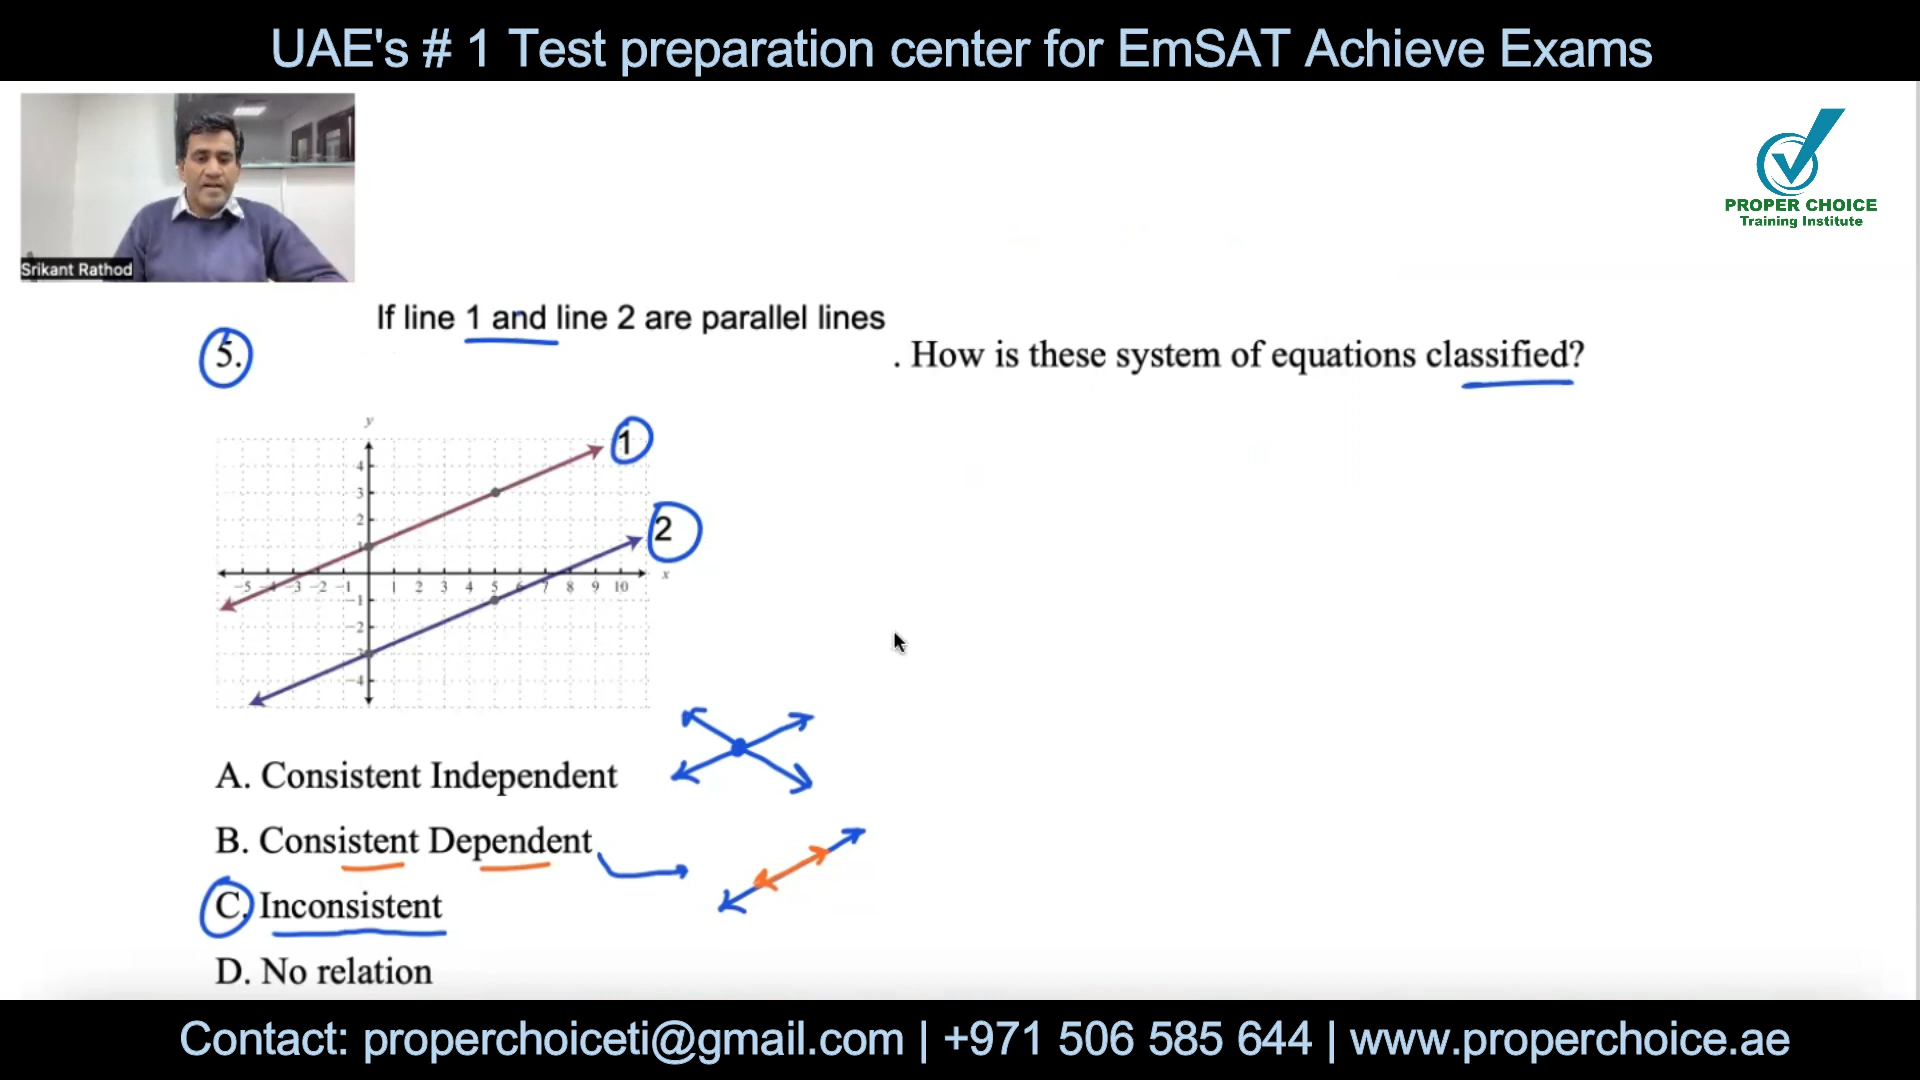 UAE's # 1 Test preparation center for EmSAT Achieve Exams
PROPER CHOICE
Training Institute
Srikant Rathod
If line 1 and line 2 are parallel lines
5.
. How is these system of equations classified?
y
1
4
3
2
2
1
-5 -4 -3 -2 -1 1 2 3 4 5 6 7 8 9 10 x
-1
-2
-3
-4
A. Consistent Independent
B. Consistent Dependent
C. Inconsistent
D. No relation
Contact: properchoiceti@gmail.com | +971 506 585 644 | www.properchoice.ae